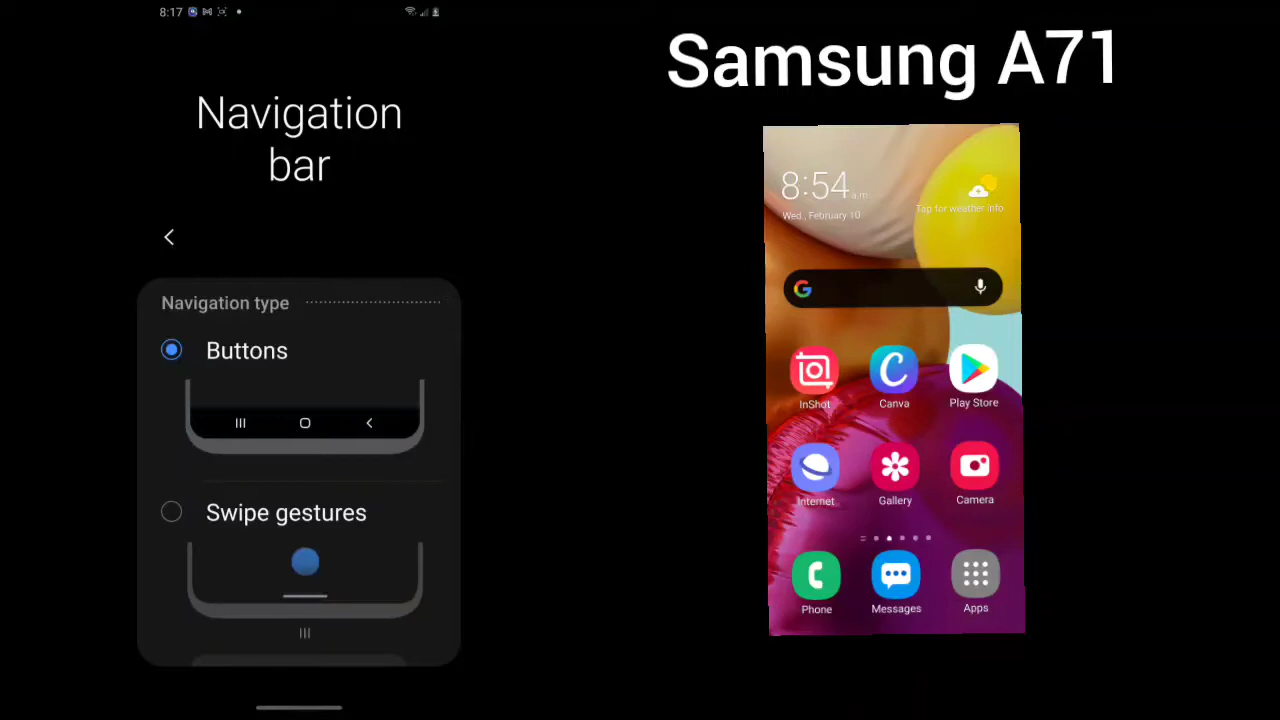 8:17
Navigation
bar
Navigation type
Buttons
Swipe gestures
Samsung A71
8:54 a.m.
Wed., February 10
Tap for weather info
InShot
Canva
Play Store
Internet
Gallery
Camera
Phone
Messages
Apps